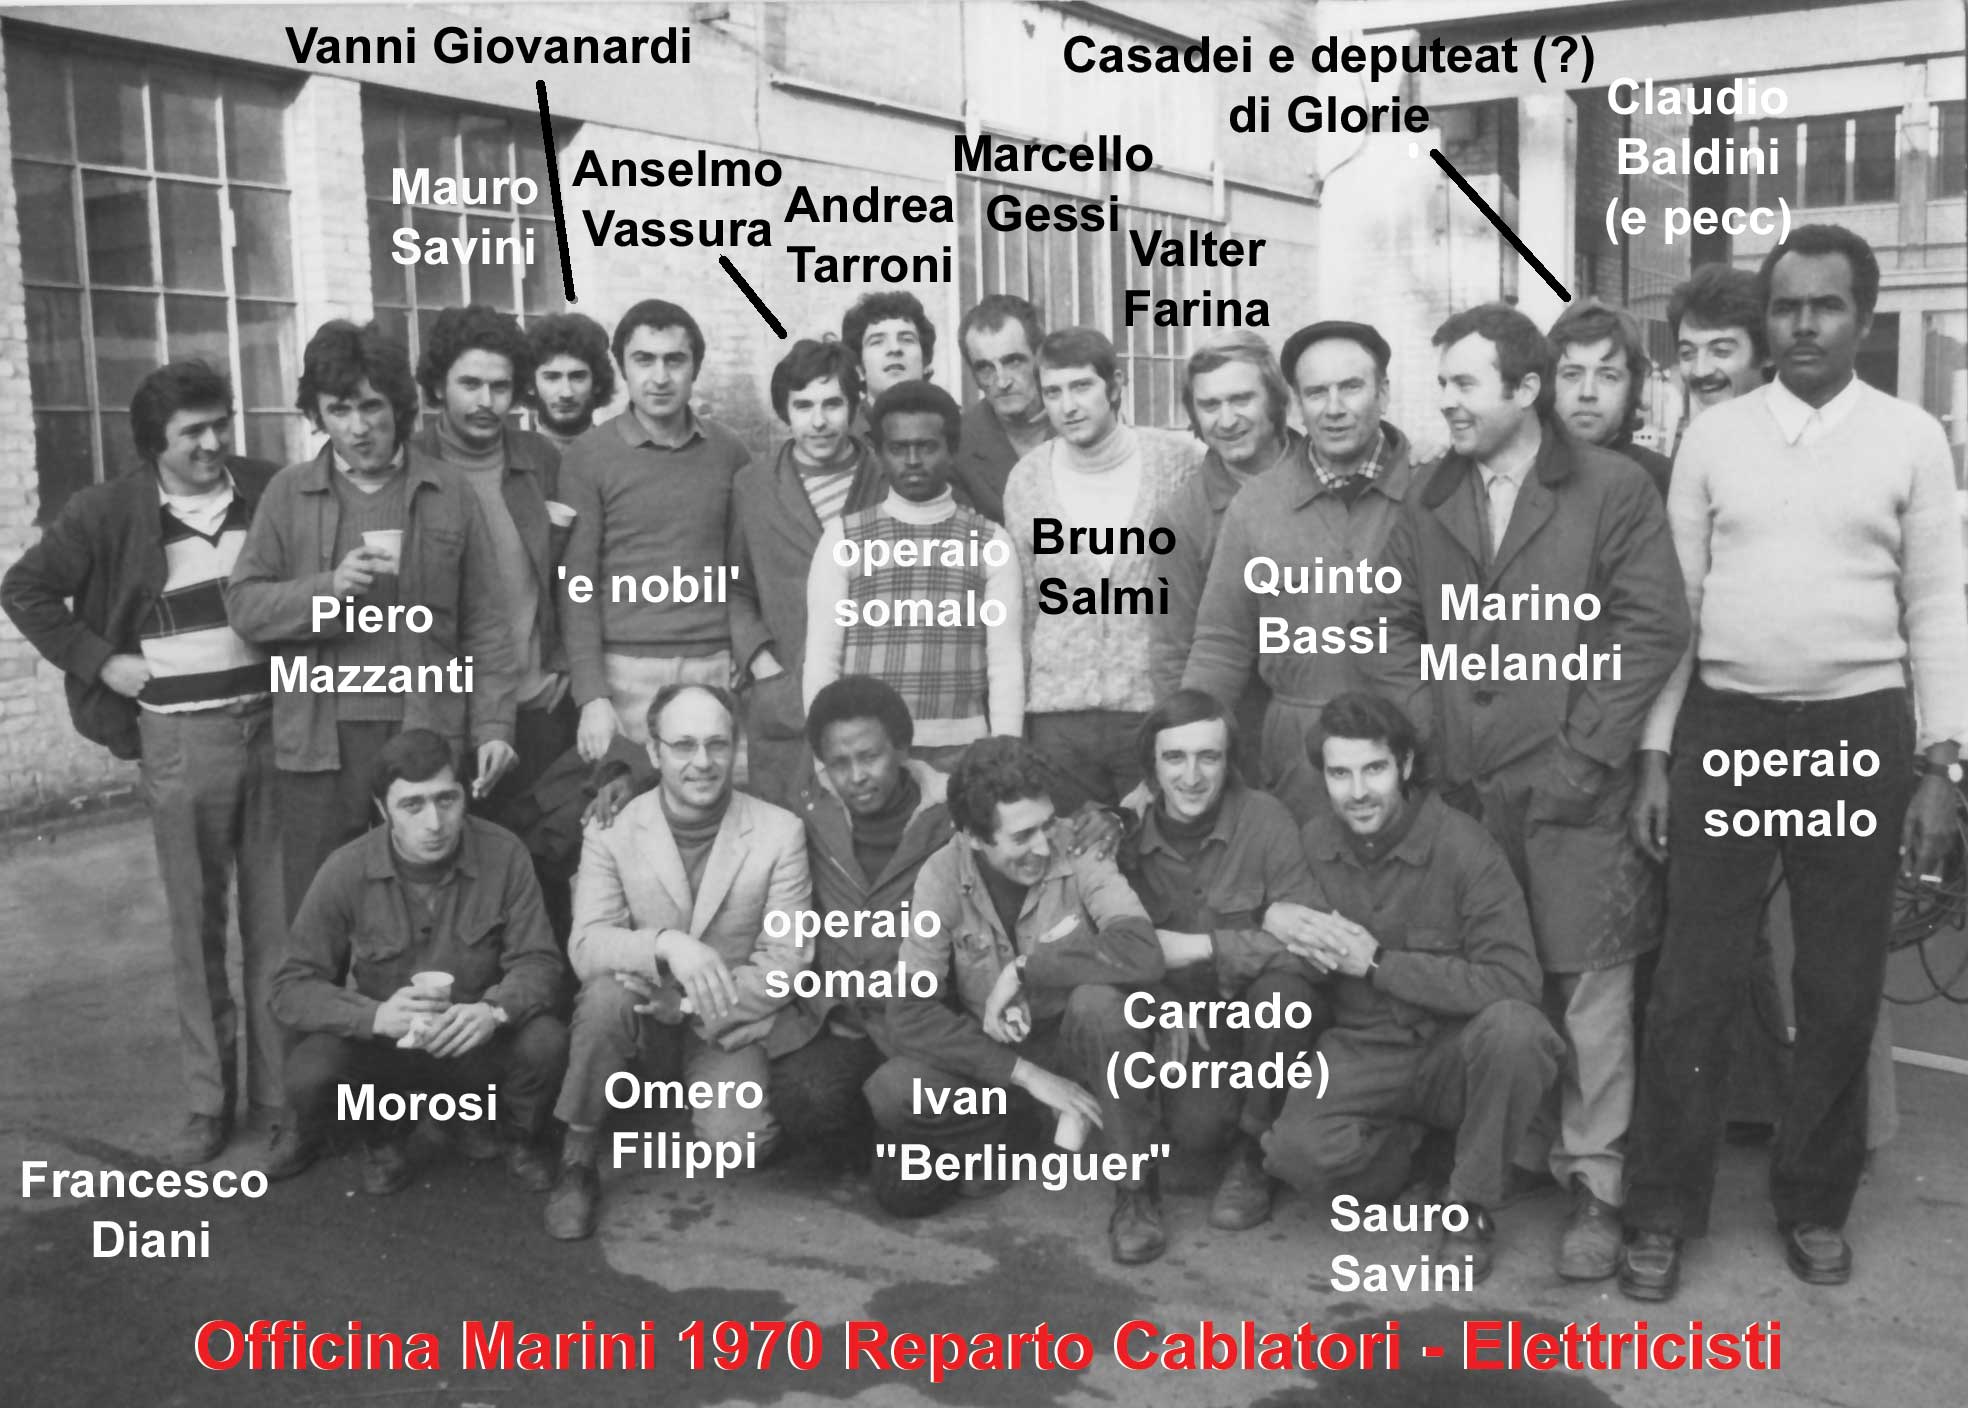 Vanni Giovanardi
Casadei e deputeat (?)
di Glorie
Claudio
Baldini
(e pecc)
Mauro
Savini
Anselmo
Vassura
Andrea
Tarroni
Marcello
Gessi
Valter
Farina
'e nobil'
operaio
somalo
Bruno
Salmì
Quinto
Bassi
Marino
Melandri
Piero
Mazzanti
operaio
somalo
operaio
somalo
Carrado
(Corradé)
Morosi
Omero
Filippi
Ivan
"Berlinguer"
Francesco
Diani
Sauro
Savini
Officina Marini 1970 Reparto Cablatori - Elettricisti